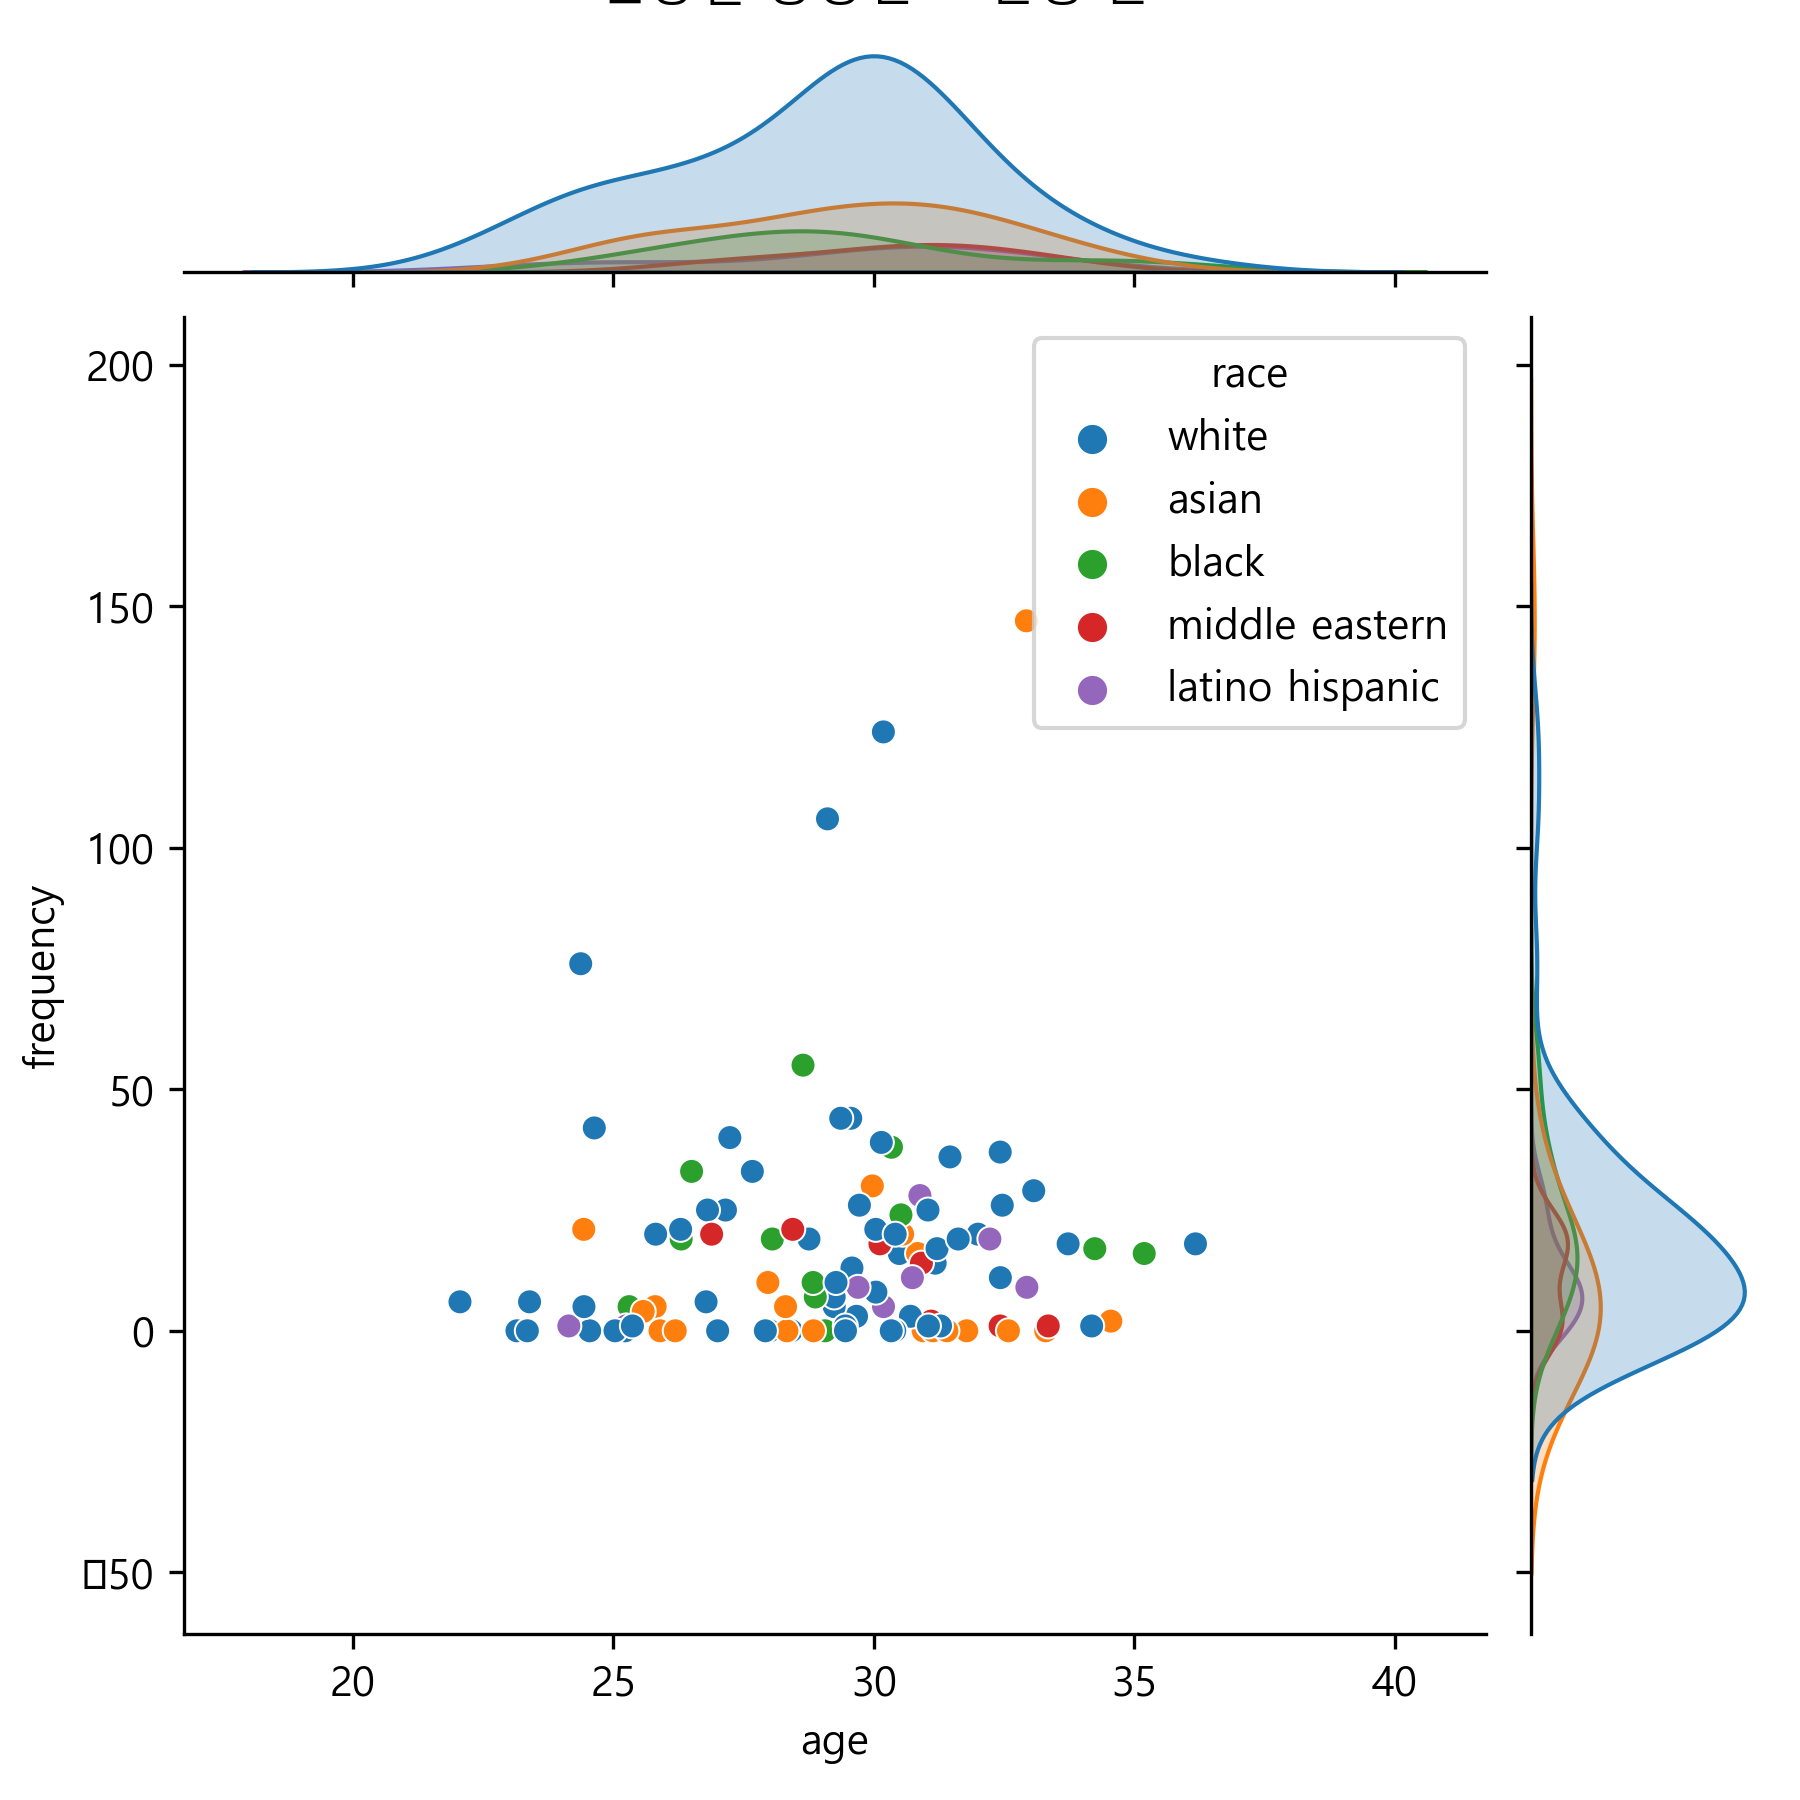 race
white
asian
black
middle eastern
latino hispanic
200
150
100
50
0
▯50
frequency
20 25 30 35 40
age